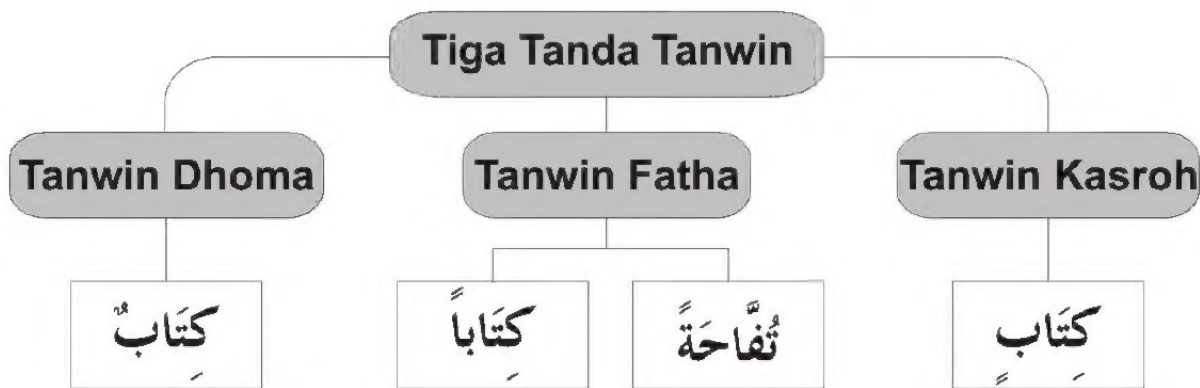 Tiga Tanda Tanwin
Tanwin Dhoma
Tanwin Fatha
Tanwin Kasroh
كِتَابٌ
كِتَاباً
تُفَّاحَةً
كِتَابٍ